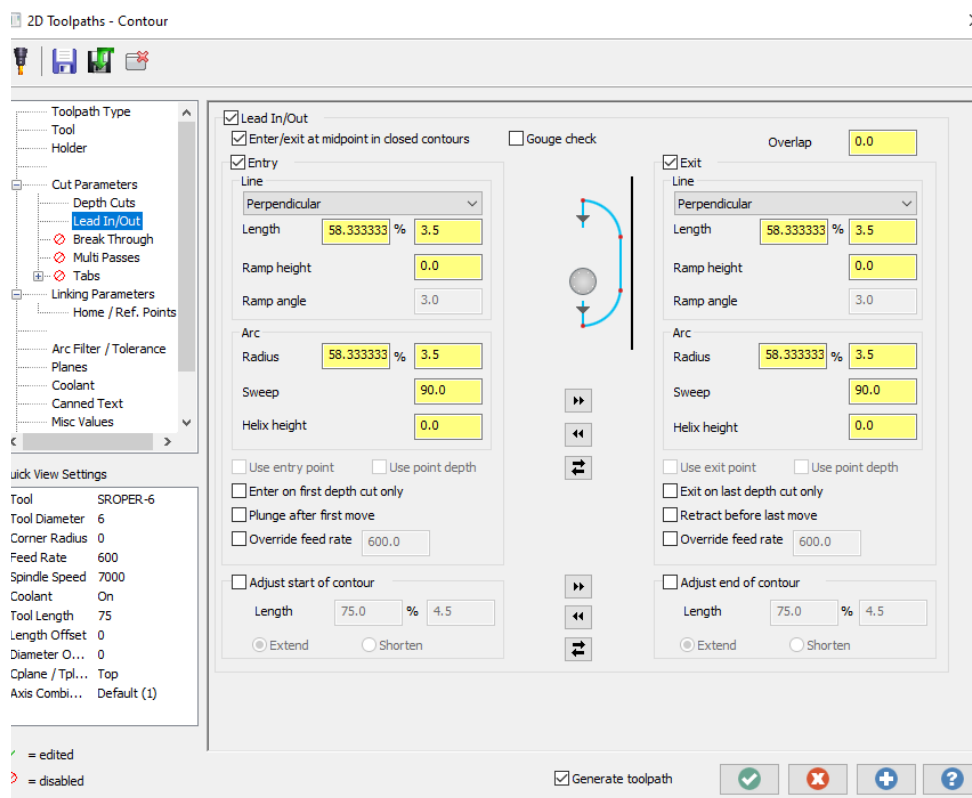 2D Toolpaths - Contour
Toolpath Type
Tool
Holder
Cut Parameters
Depth Cuts
Lead In/Out
Break Through
Multi Passes
Tabs
Linking Parameters
Home / Ref. Points
Arc Filter / Tolerance
Planes
Coolant
Canned Text
Misc Values
uick View Settings
Tool SROPER-6
Tool Diameter 6
Corner Radius 0
Feed Rate 600
Spindle Speed 7000
Coolant On
Tool Length 75
Length Offset 0
Diameter O... 0
Cplane / Tpl... Top
Axis Combi... Default (1)
= edited
= disabled
Lead In/Out
Enter/exit at midpoint in closed contours Gouge check Overlap 0.0
Entry
Line
Perpendicular
Length 58.333333 % 3.5
Ramp height 0.0
Ramp angle 3.0
Arc
Radius 58.333333 % 3.5
Sweep 90.0
Helix height 0.0
Use entry point Use point depth
Enter on first depth cut only
Plunge after first move
Override feed rate 600.0
Adjust start of contour
Length 75.0 % 4.5
Extend Shorten
Exit
Line
Perpendicular
Length 58.333333 % 3.5
Ramp height 0.0
Ramp angle 3.0
Arc
Radius 58.333333 % 3.5
Sweep 90.0
Helix height 0.0
Use exit point Use point depth
Exit on last depth cut only
Retract before last move
Override feed rate 600.0
Adjust end of contour
Length 75.0 % 4.5
Extend Shorten
Generate toolpath